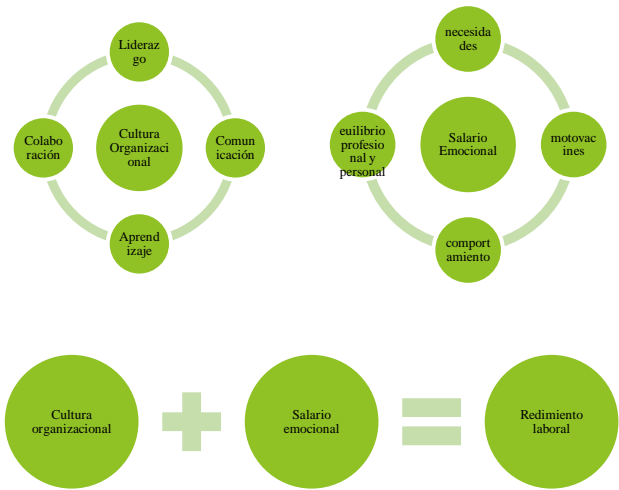 Lideraz
go
Colabo
ración
Cultura
Organizaci
onal
Comun
icación
Aprend
izaje
necesida
des
euilibrio
profesio
nal y
personal
Salario
Emocional
motovac
ines
comport
amiento
Cultura
organizacional
Salario
emocional
Redimiento
laboral